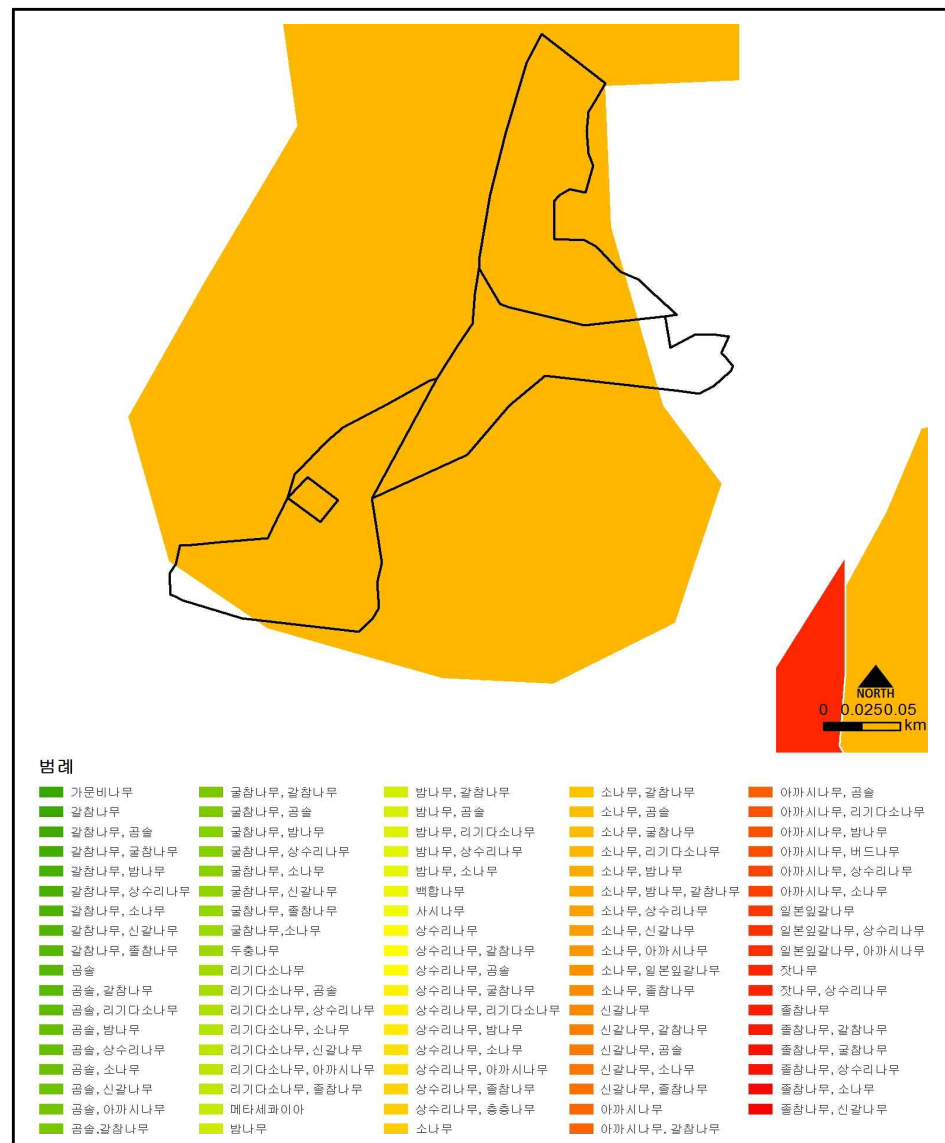 NORTH
0 0.0250.05
km
범례
가문비나무
갈참나무
갈참나무, 곰솔
갈참나무, 굴참나무
갈참나무, 밤나무
갈참나무, 상수리나무
갈참나무, 소나무
갈참나무, 신갈나무
갈참나무, 졸참나무
곰솔
곰솔, 갈참나무
곰솔, 리기다소나무
곰솔, 밤나무
곰솔, 상수리나무
곰솔, 소나무
곰솔, 신갈나무
곰솔, 아까시나무
곰솔,갈참나무
굴참나무, 갈참나무
굴참나무, 곰솔
굴참나무, 밤나무
굴참나무, 상수리나무
굴참나무, 소나무
굴참나무, 신갈나무
굴참나무, 졸참나무
굴참나무,소나무
두충나무
리기다소나무
리기다소나무, 곰솔
리기다소나무, 상수리나무
리기다소나무, 소나무
리기다소나무, 신갈나무
리기다소나무, 아까시나무
리기다소나무, 졸참나무
메타세콰이아
밤나무
밤나무, 갈참나무
밤나무, 곰솔
밤나무, 리기다소나무
밤나무, 상수리나무
밤나무, 소나무
백합나무
사시나무
상수리나무
상수리나무, 갈참나무
상수리나무, 곰솔
상수리나무, 굴참나무
상수리나무, 리기다소나무
상수리나무, 밤나무
상수리나무, 소나무
상수리나무, 아까시나무
상수리나무, 졸참나무
상수리나무, 층층나무
소나무
소나무, 갈참나무
소나무, 곰솔
소나무, 굴참나무
소나무, 리기다소나무
소나무, 밤나무
소나무, 밤나무, 갈참나무
소나무, 상수리나무
소나무, 신갈나무
소나무, 아까시나무
소나무, 일본잎갈나무
소나무, 졸참나무
신갈나무
신갈나무, 갈참나무
신갈나무, 곰솔
신갈나무, 소나무
신갈나무, 졸참나무
아까시나무
아까시나무, 갈참나무
아까시나무, 곰솔
아까시나무, 리기다소나무
아까시나무, 밤나무
아까시나무, 버드나무
아까시나무, 상수리나무
아까시나무, 소나무
일본잎갈나무
일본잎갈나무, 상수리나무
일본잎갈나무, 아까시나무
잣나무
잣나무, 상수리나무
졸참나무
졸참나무, 갈참나무
졸참나무, 굴참나무
졸참나무, 상수리나무
졸참나무, 소나무
졸참나무, 신갈나무